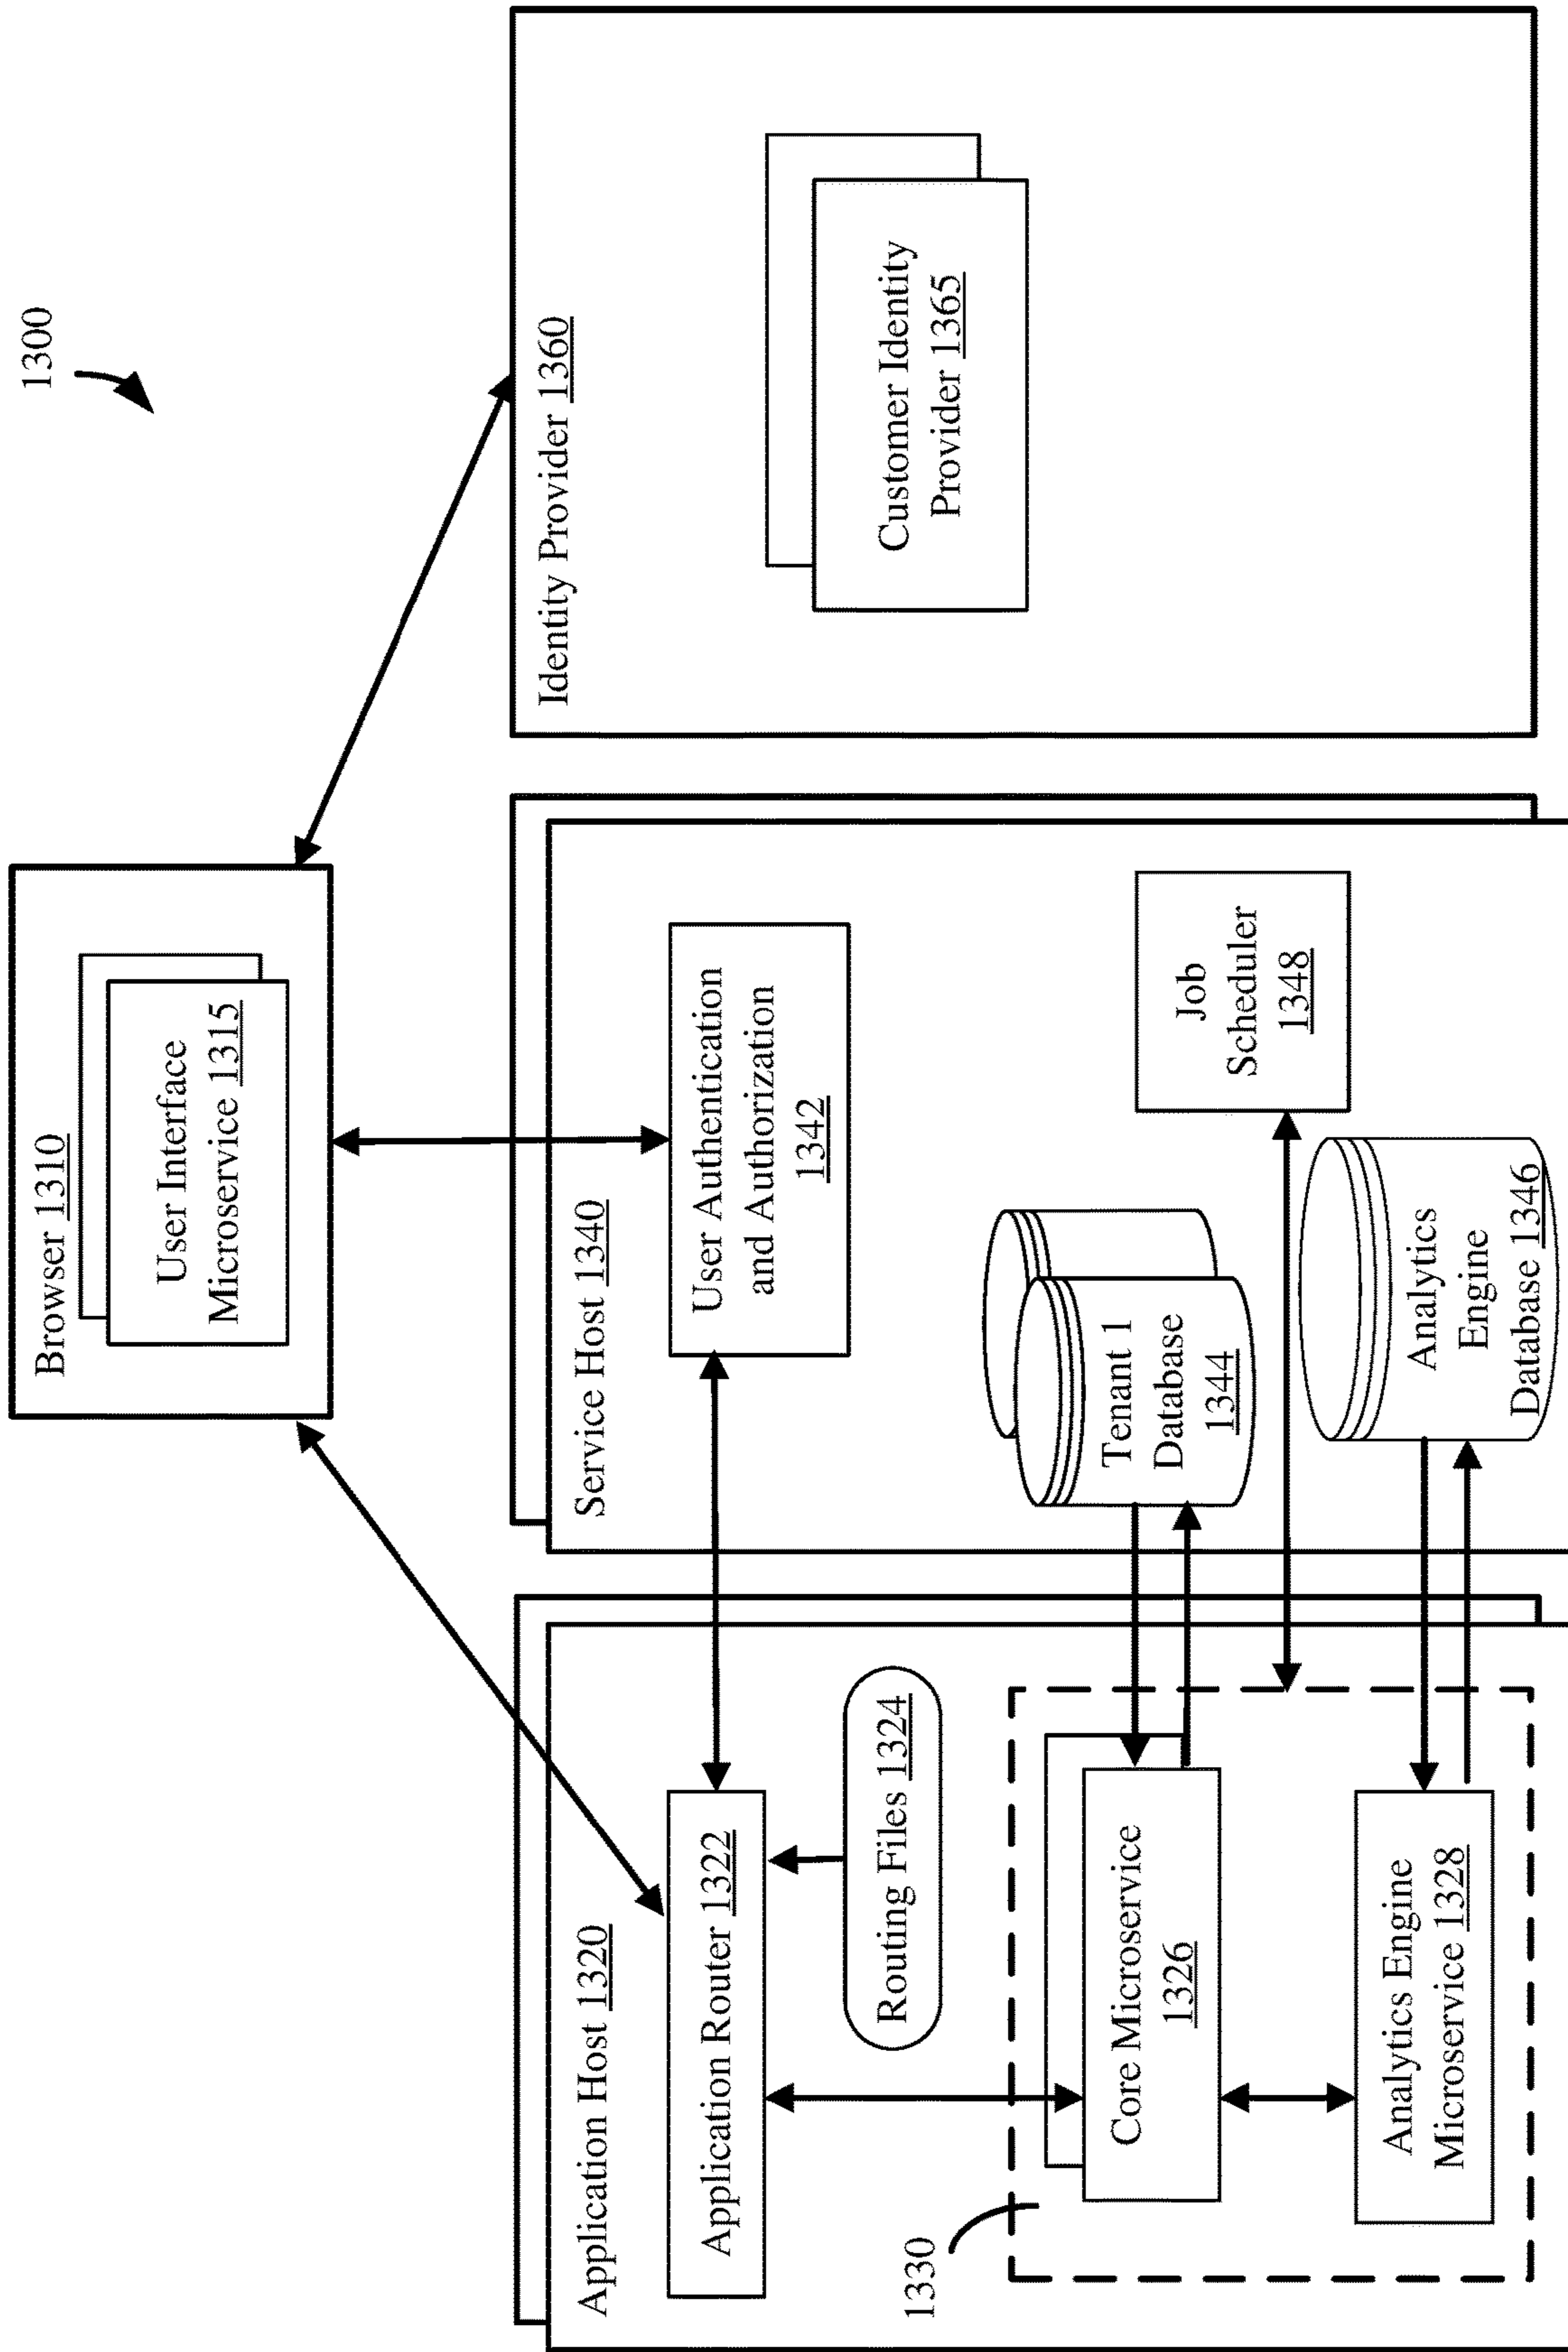 1300
Browser 1310
User Interface
Microservice 1315
Application Host 1320
Application Router 1322
Routing Files 1324
1330
Core Microservice
1326
Analytics Engine
Microservice 1328
Service Host 1340
User Authentication
and Authorization
1342
Tenant 1
Database
1344
Job
Scheduler
1348
Analytics
Engine
Database 1346
Identity Provider 1360
Customer Identity
Provider 1365